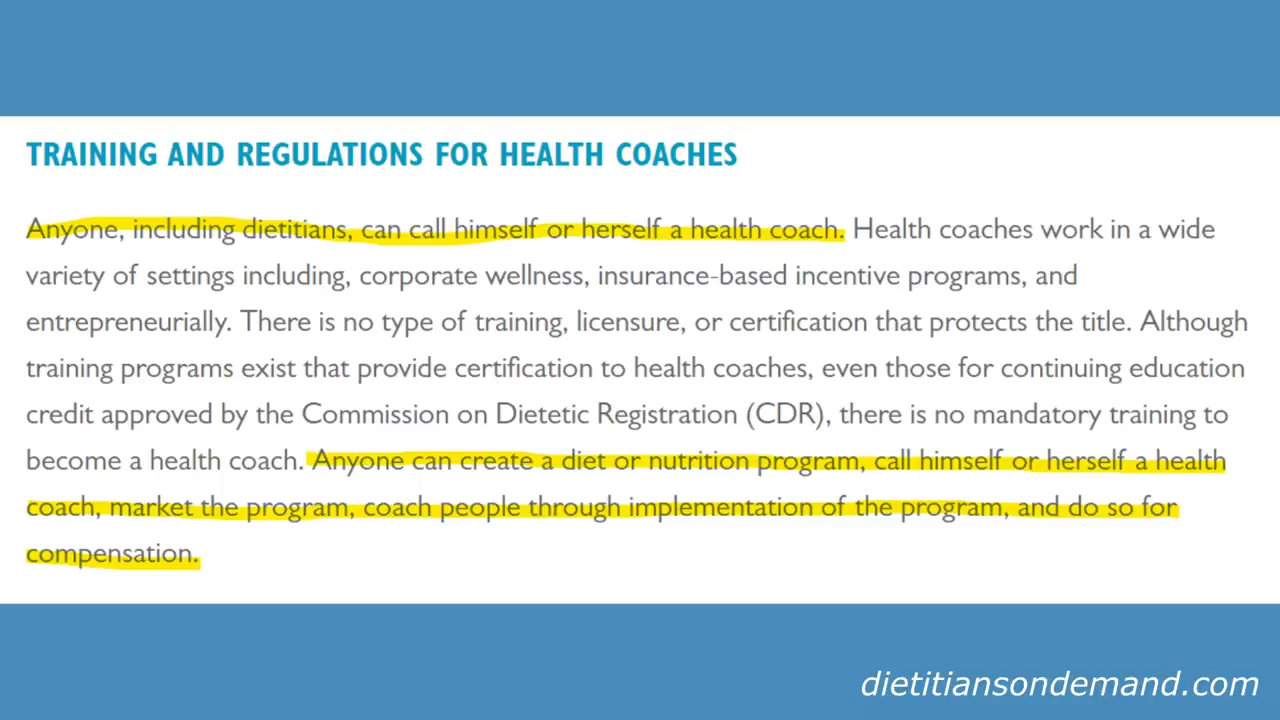 TRAINING AND REGULATIONS FOR HEALTH COACHES
Anyone, including dietitians, can call himself or herself a health coach. Health coaches work in a wide
variety of settings including, corporate wellness, insurance-based incentive programs, and
entrepreneurially. There is no type of training, licensure, or certification that protects the title. Although
training programs exist that provide certification to health coaches, even those for continuing education
credit approved by the Commission on Dietetic Registration (CDR), there is no mandatory training to
become a health coach. Anyone can create a diet or nutrition program, call himself or herself a health
coach, market the program, coach people through implementation of the program, and do so for
compensation.
dietitiansondemand.com